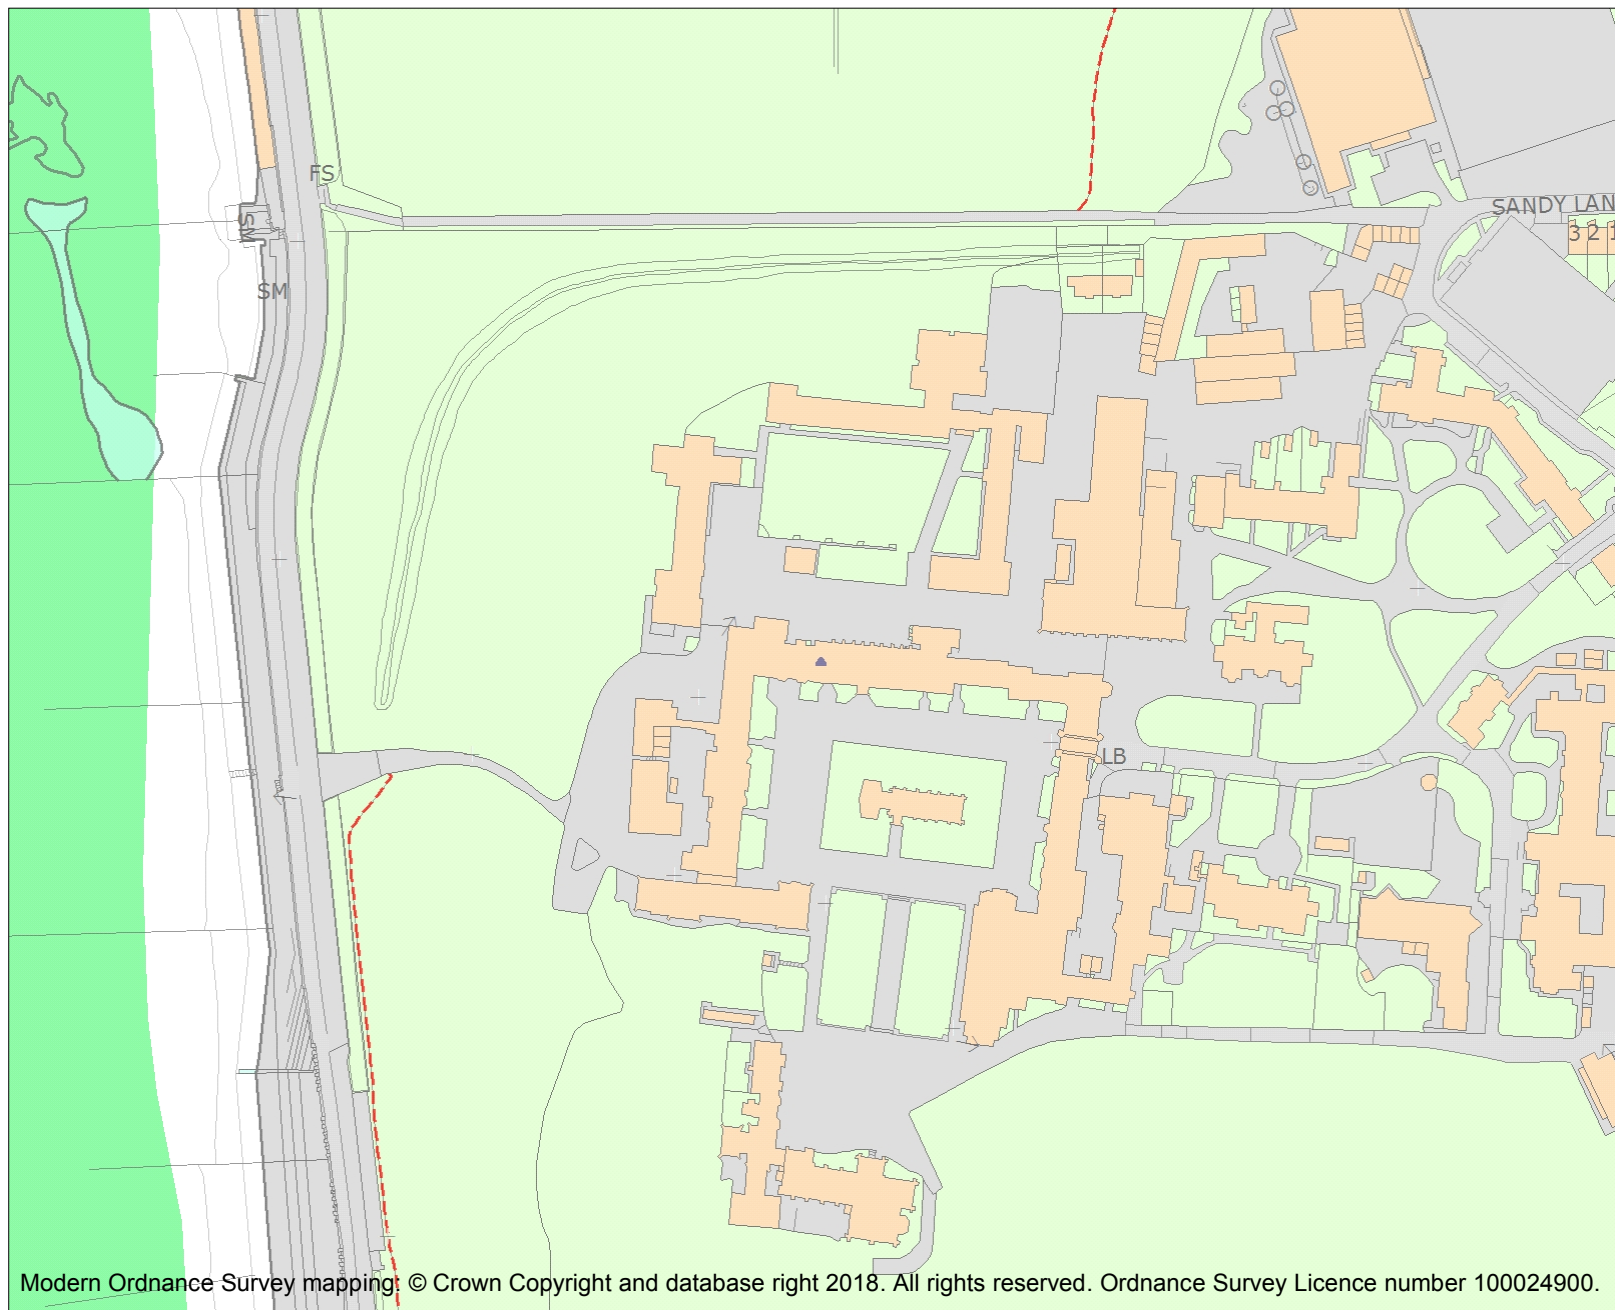 FS
SANDY LAN
3 2 1
SM
SM
LB
Modern Ordnance Survey mapping: © Crown Copyright and database right 2018. All rights reserved. Ordnance Survey Licence number 100024900.